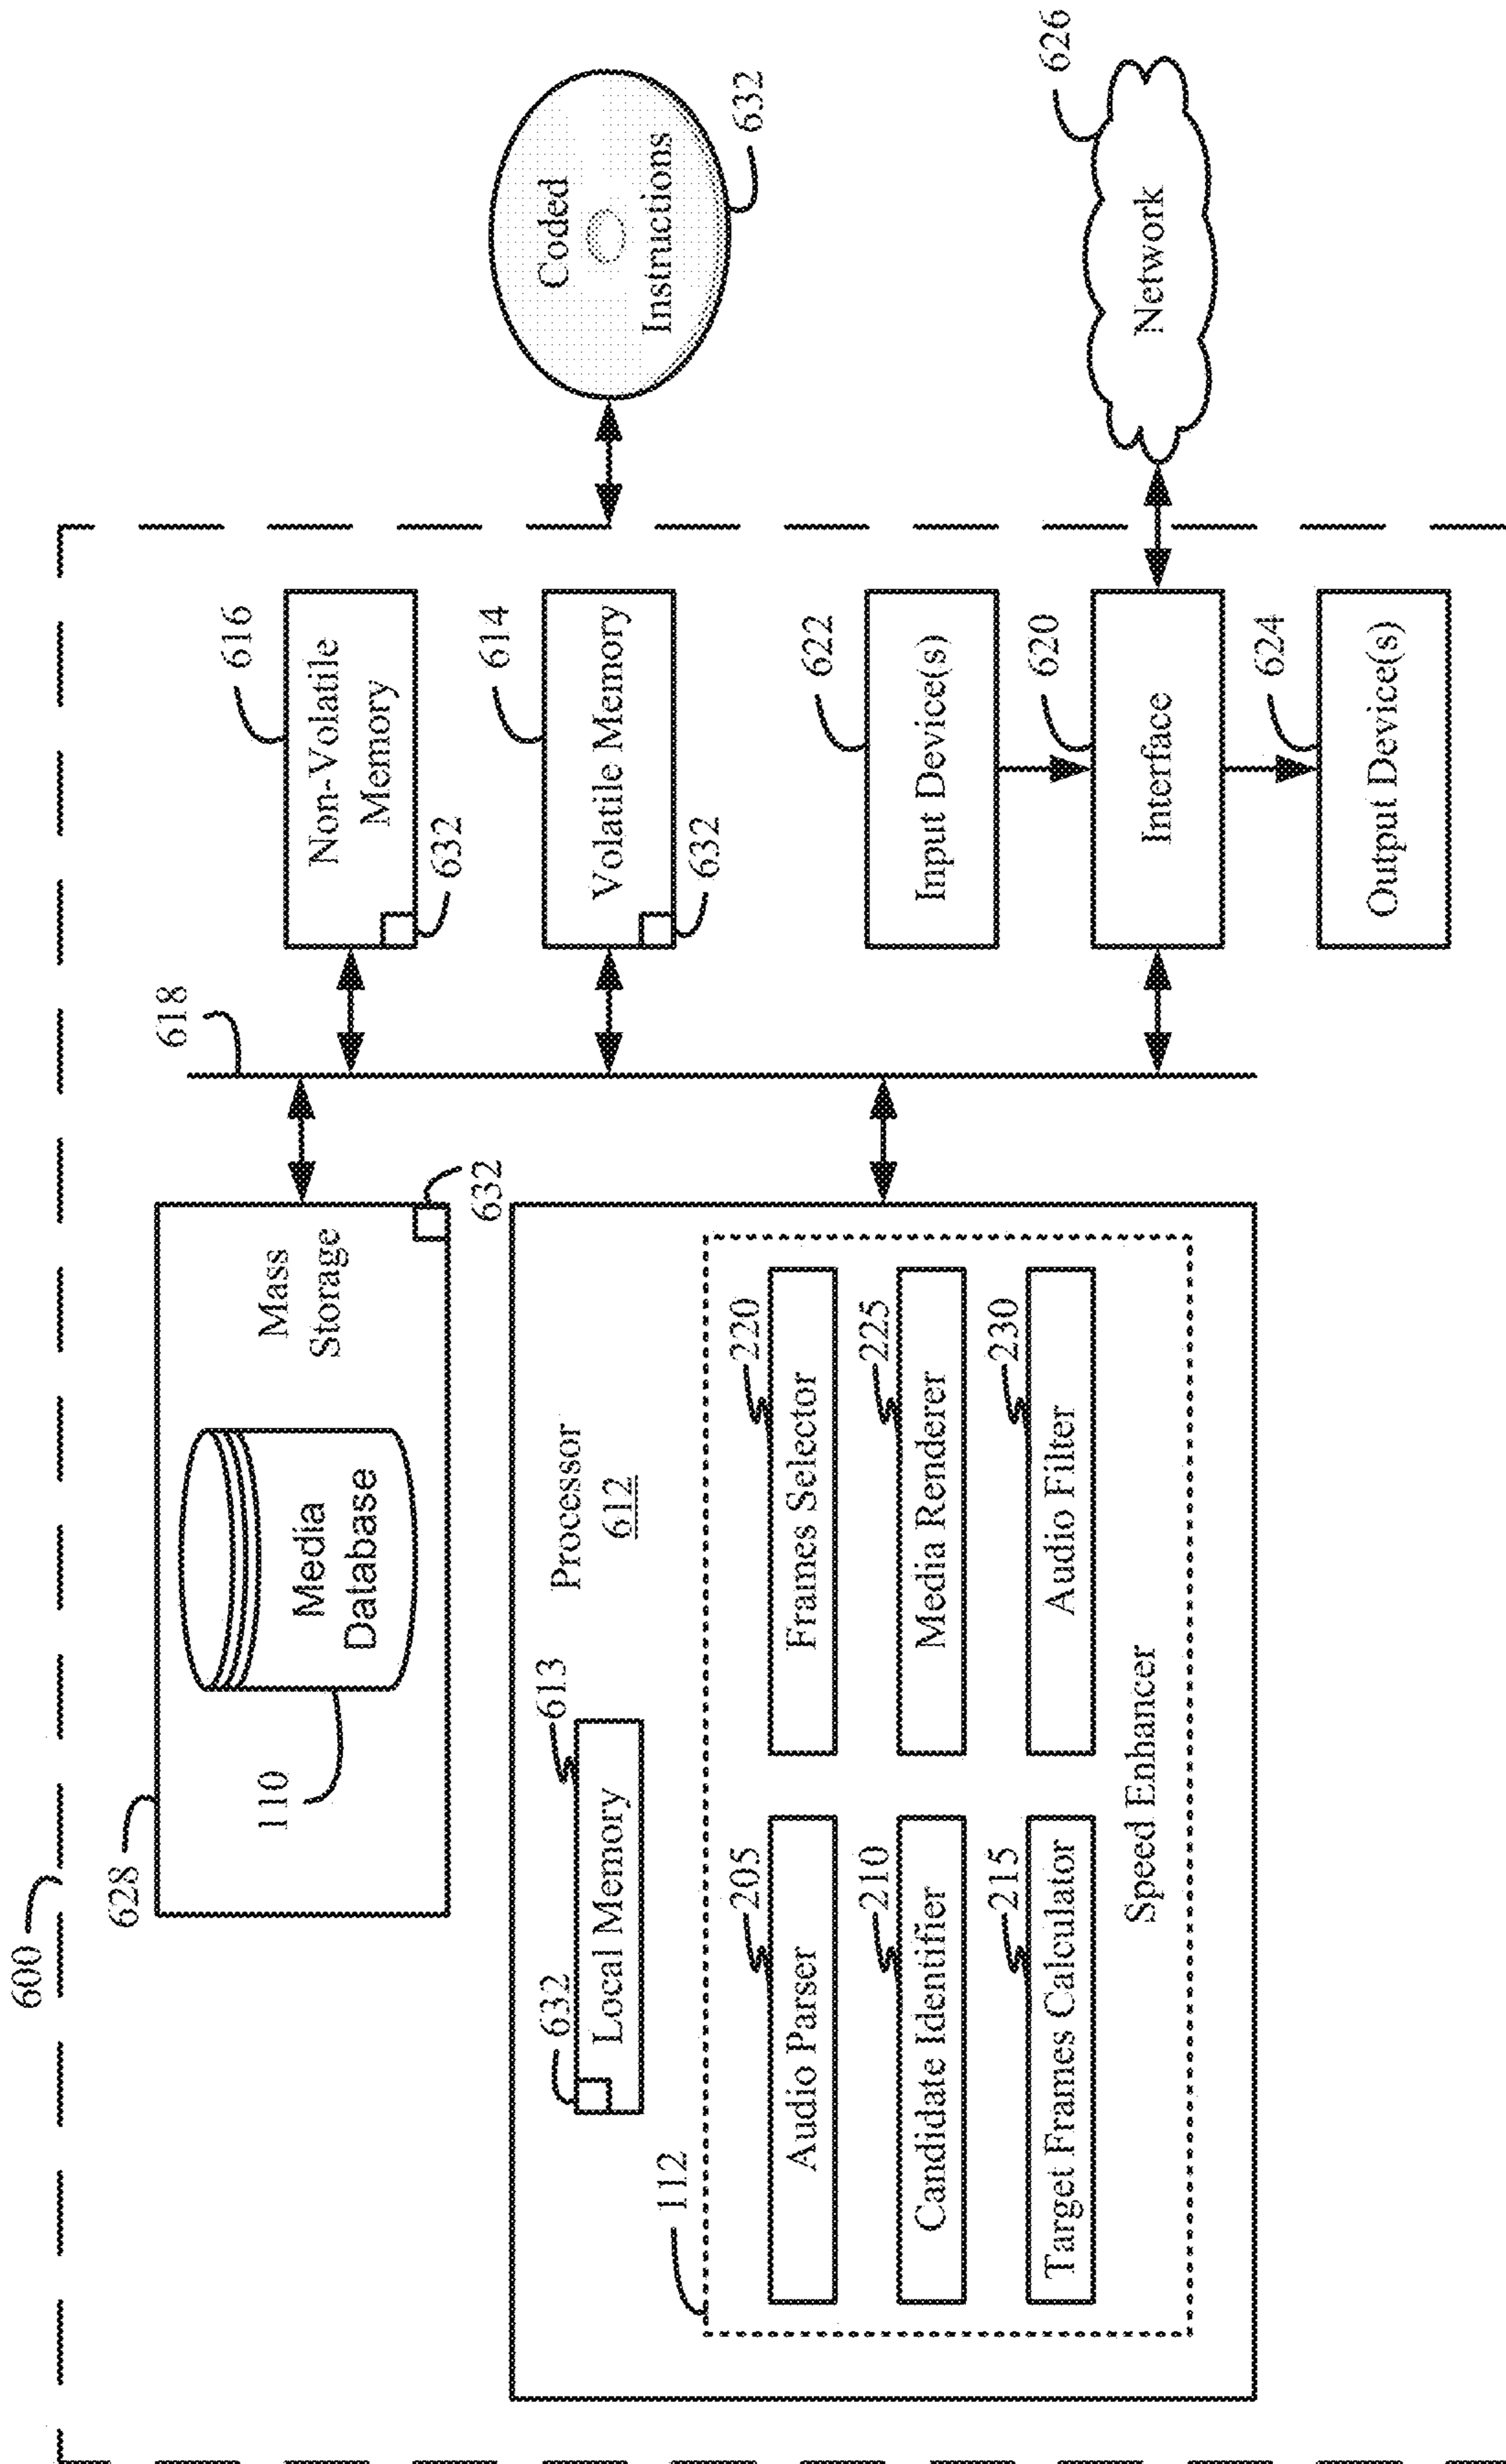 600
628
110
Media
Database
Mass
Storage
632
618
Processor
612
632
613
Local Memory
112
205
Audio Parser
220
Frames Selector
210
Candidate Identifier
225
Media Renderer
215
Target Frames Calculator
230
Audio Filter
Speed Enhancer
616
Non-Volatile
Memory
632
614
Volatile Memory
632
622
Input Device(s)
620
Interface
624
Output Device(s)
Coded
Instructions
632
626
Network